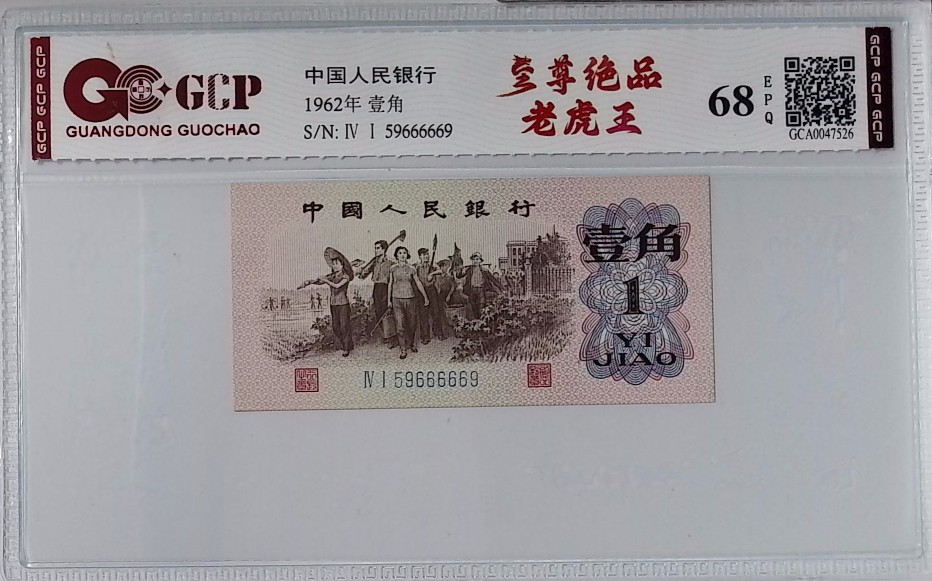 GCP GCP GCP
GCP
GUANGDONG GUOCHAO
中国人民银行
1962年 壹角
S/N: Ⅳ Ⅰ 59666669
至尊绝品
老虎王
68
EPQ
GCA0047526
GCP GCP GCP
中國人民銀行
壹角
1
YI
JIAO
Ⅳ Ⅰ 59666669